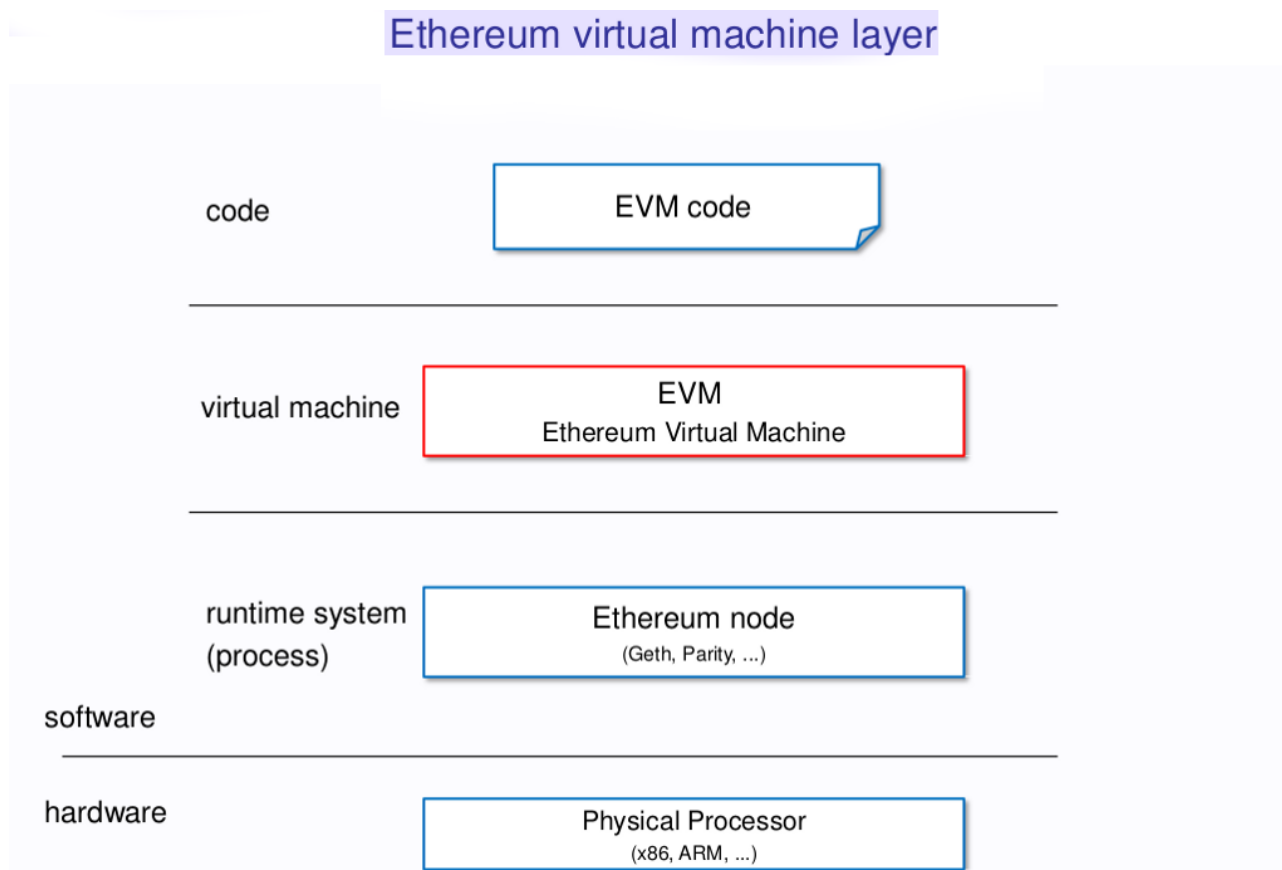 Ethereum virtual machine layer
code
EVM code
virtual machine
EVM
Ethereum Virtual Machine
runtime system
(process)
Ethereum node
(Geth, Parity, ...)
software
hardware
Physical Processor
(x86, ARM, ...)